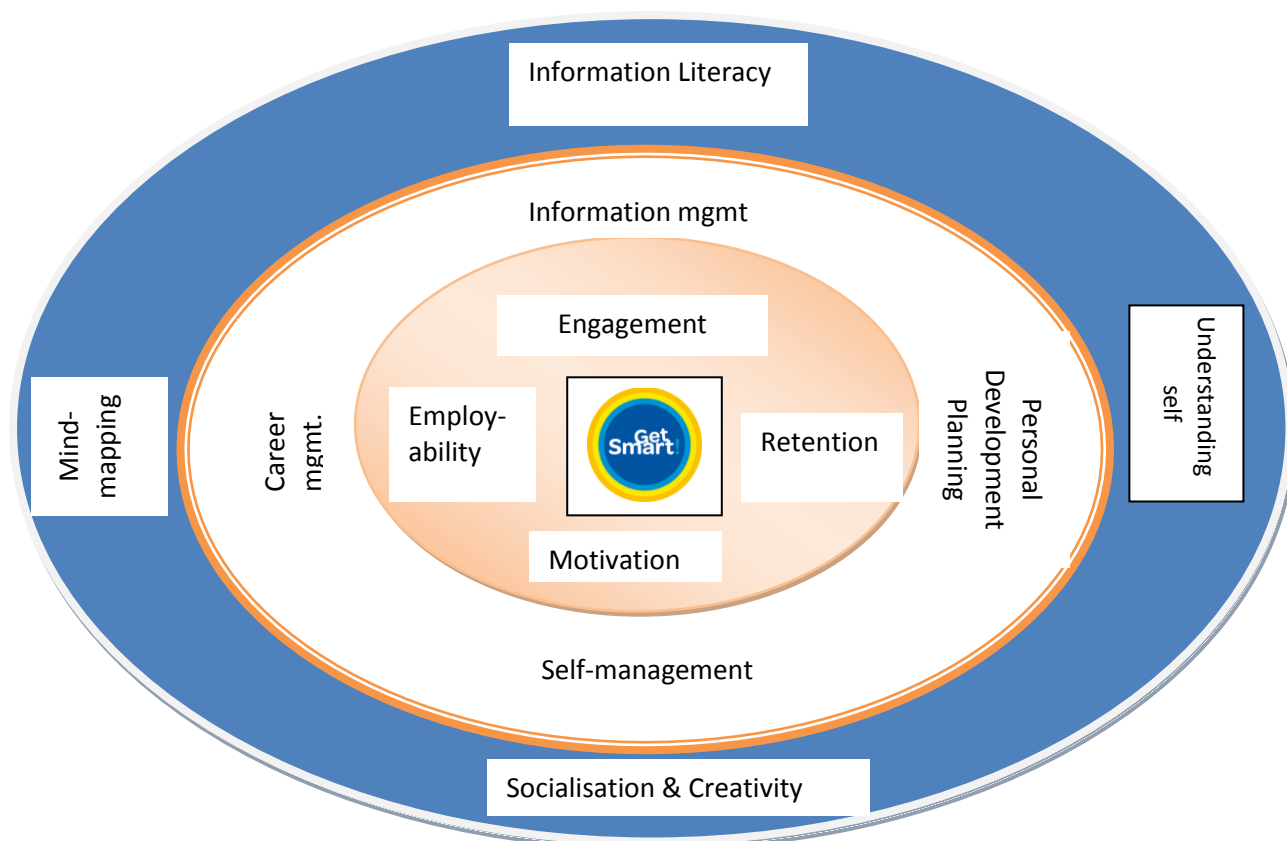 Information Literacy
Information mgmt
Engagement
Mind-
mapping
Career
mgmt.
Employ-
ability
Get
Smart!
Retention
Personal
Development
Planning
Understanding
self
Motivation
Self-management
Socialisation & Creativity